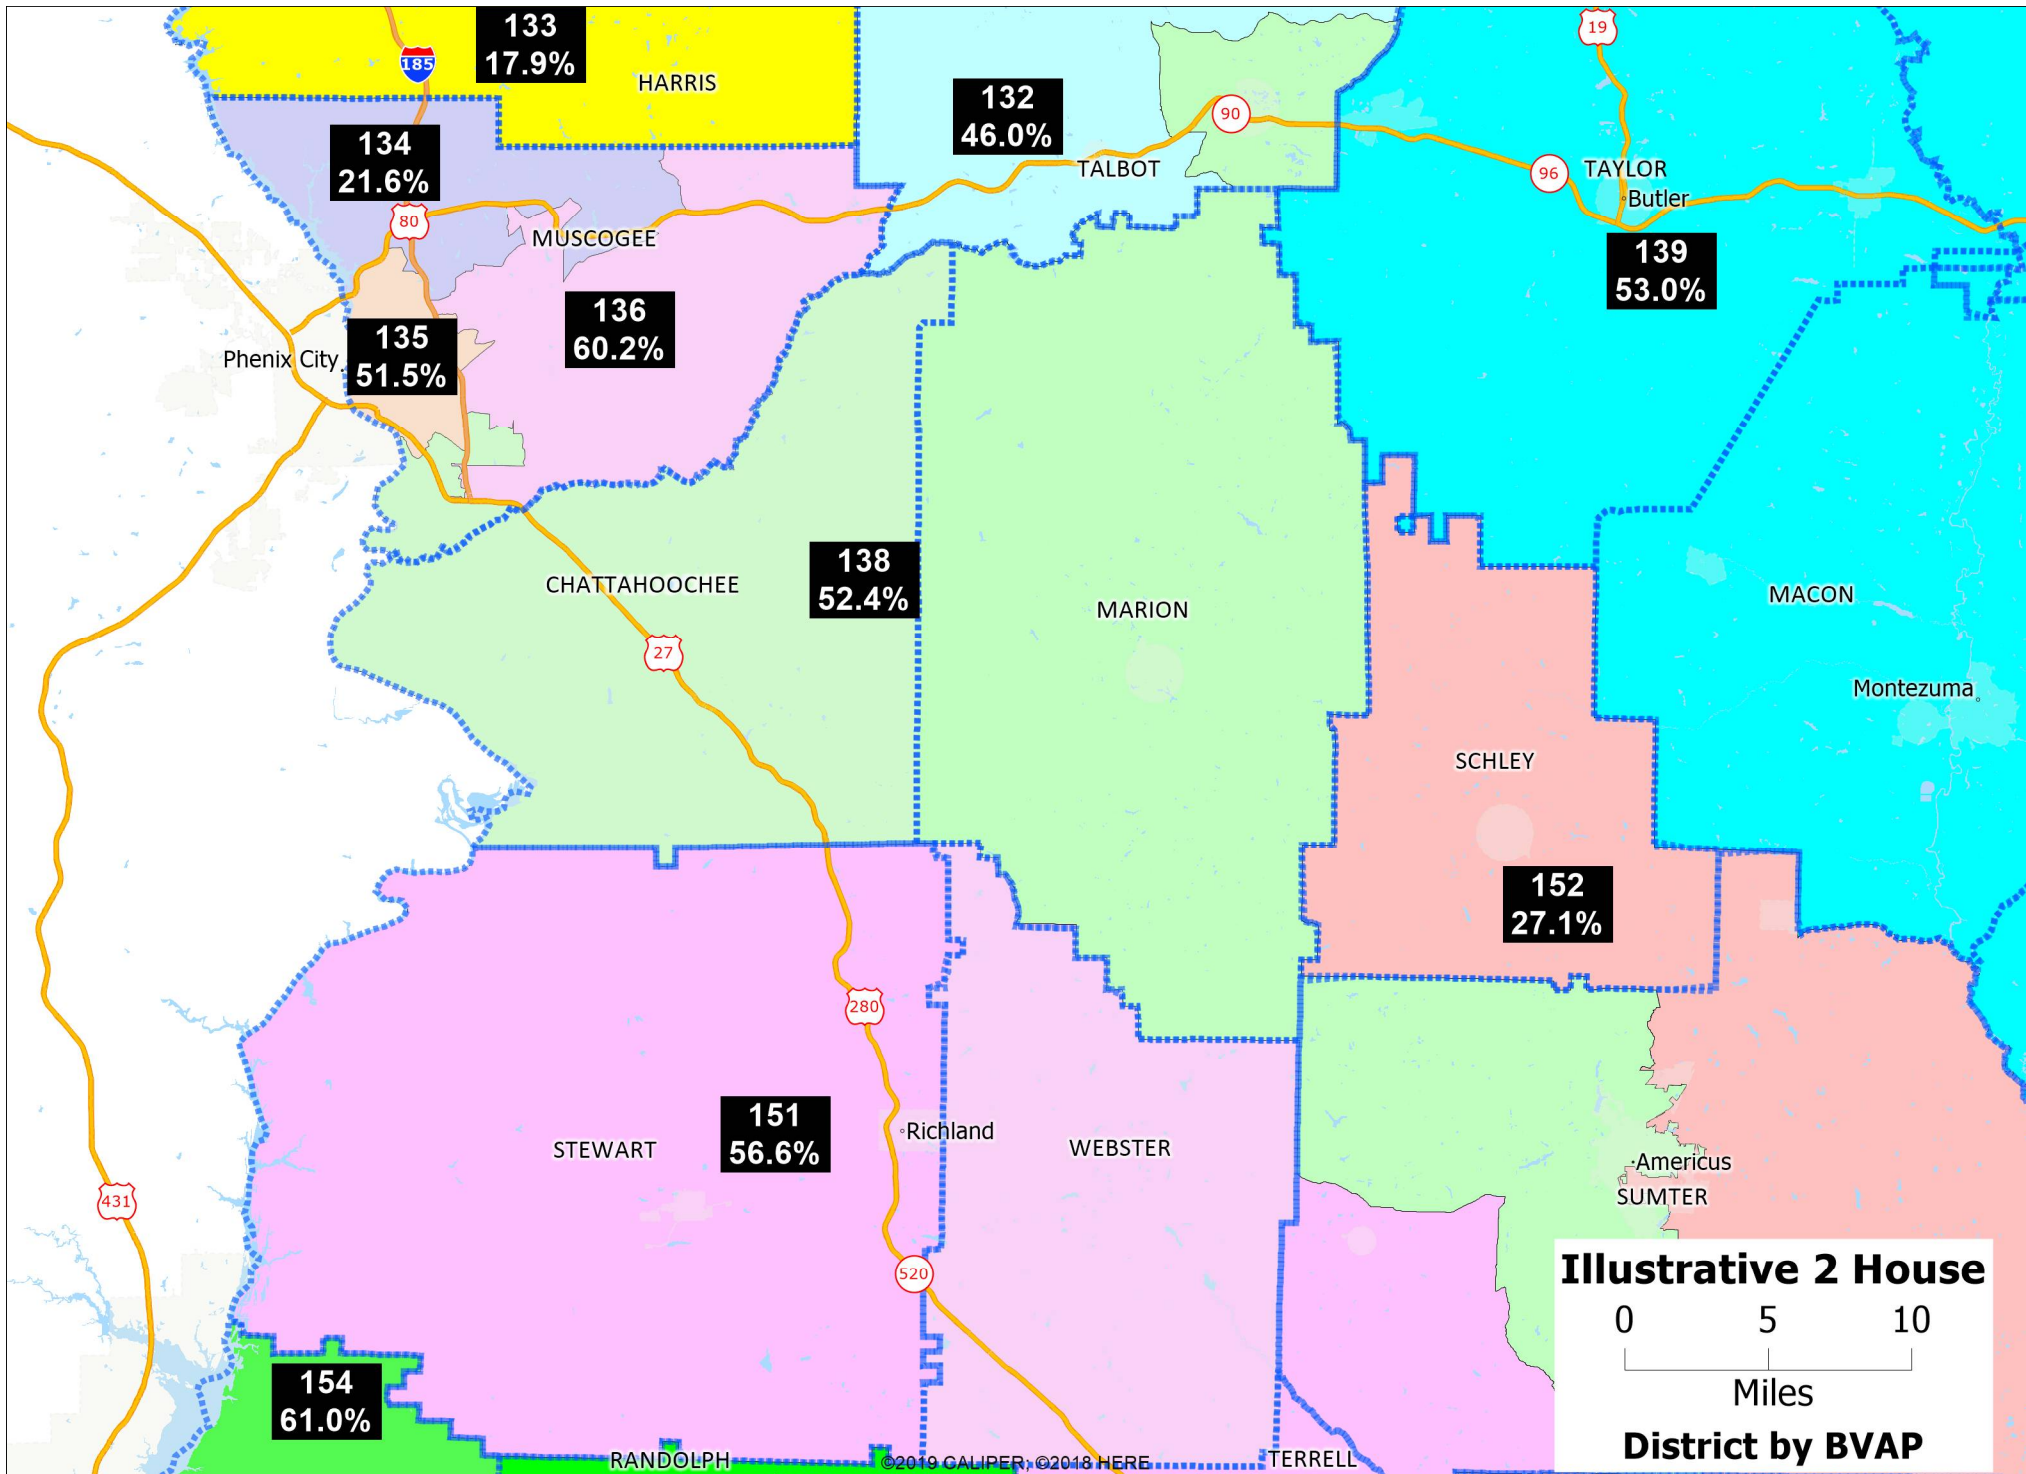 133
17.9%
19
185
HARRIS
132
46.0%
90
134
21.6%
TALBOT
96
TAYLOR
Butler
80
MUSCOGEE
139
53.0%
136
60.2%
135
51.5%
Phenix City
138
52.4%
CHATTAHOOCHEE
MARION
MACON
27
Montezuma
SCHLEY
152
27.1%
280
151
56.6%
Richland
STEWART
WEBSTER
Americus
SUMTER
431
520
Illustrative 2 House
0 5 10
Miles
District by BVAP
154
61.0%
RANDOLPH
©2019 CALIPER; ©2018 HERE
TERRELL